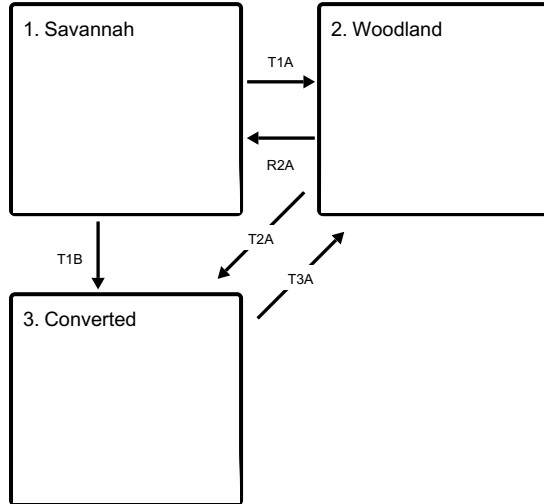 1. Savannah
2. Woodland
T1A
R2A
T1B
T2A
T3A
3. Converted